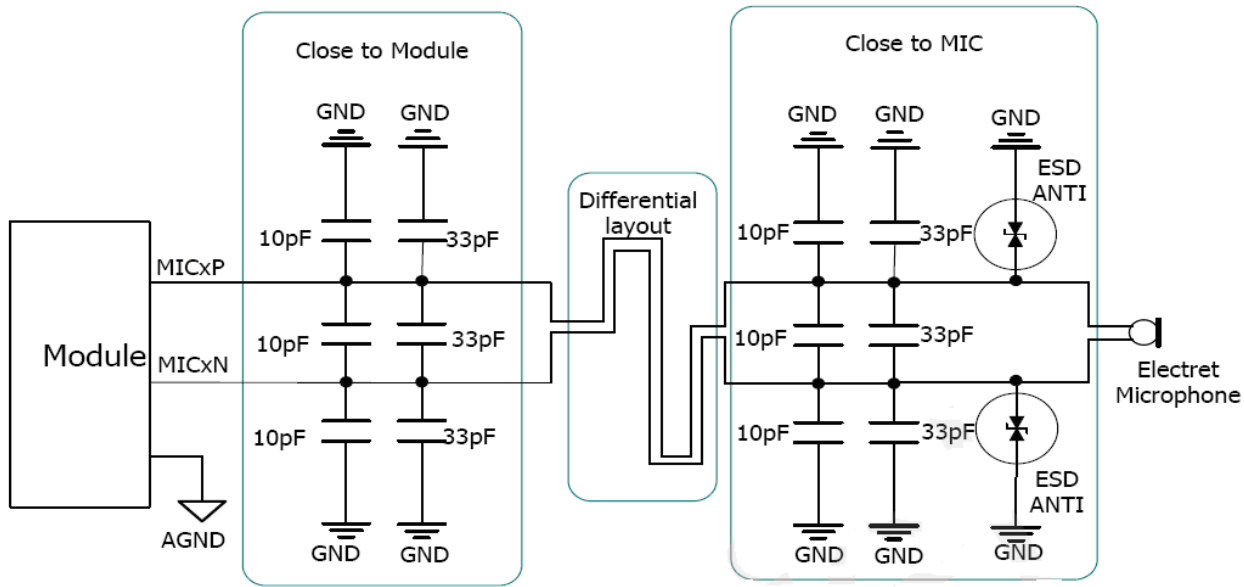 Close to Module
Close to MIC
GND
GND
GND
GND
GND
ESD
ANTI
Differential
layout
10pF
33pF
10pF
33pF
MICxP
Module
10pF
33pF
10pF
33pF
MICxN
Electret
Microphone
10pF
33pF
10pF
33pF
ESD
ANTI
AGND
GND
GND
GND
GND
GND